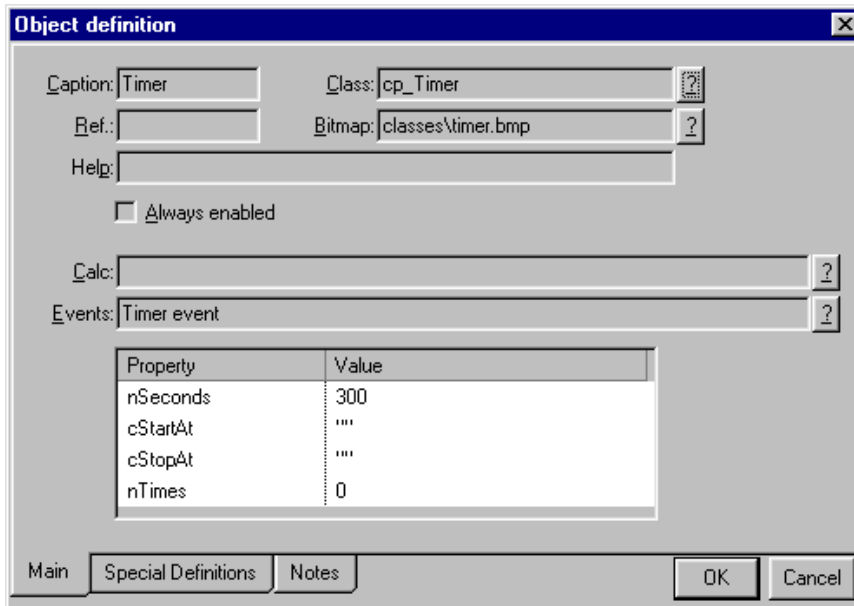 Object definition
Caption: Timer Class: cp_Timer ?
Ref.: Bitmap: classes\timer.bmp ?
Help:
Always enabled
Calc: ?
Events: Timer event ?
Property Value
nSeconds 300
cStartAt ""
cStopAt ""
nTimes 0
Main Special Definitions Notes OK Cancel